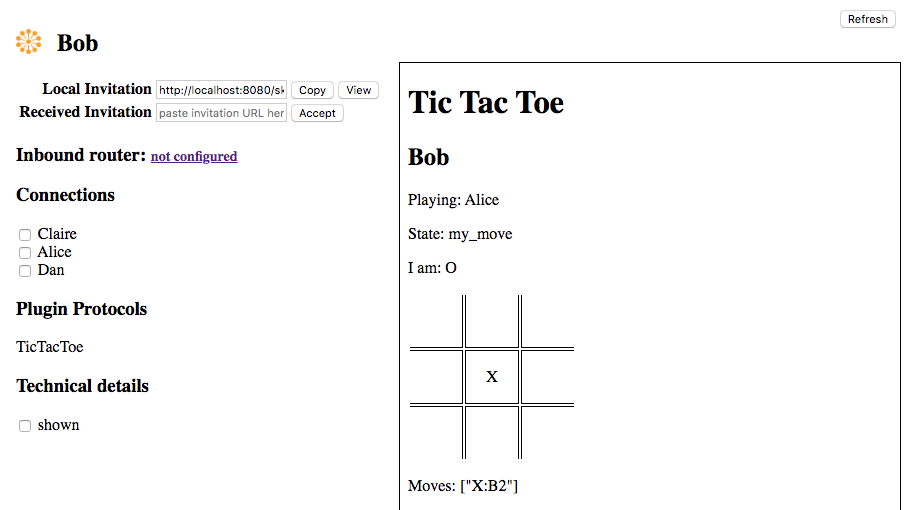 Refresh
Bob
Local Invitation http://localhost:8080/sl Copy View
Received Invitation paste invitation URL her Accept
Inbound router: not configured
Connections
Claire
Alice
Dan
Plugin Protocols
TicTacToe
Technical details
shown
Tic Tac Toe
Bob
Playing: Alice
State: my_move
I am: O
X
Moves: ["X:B2"]